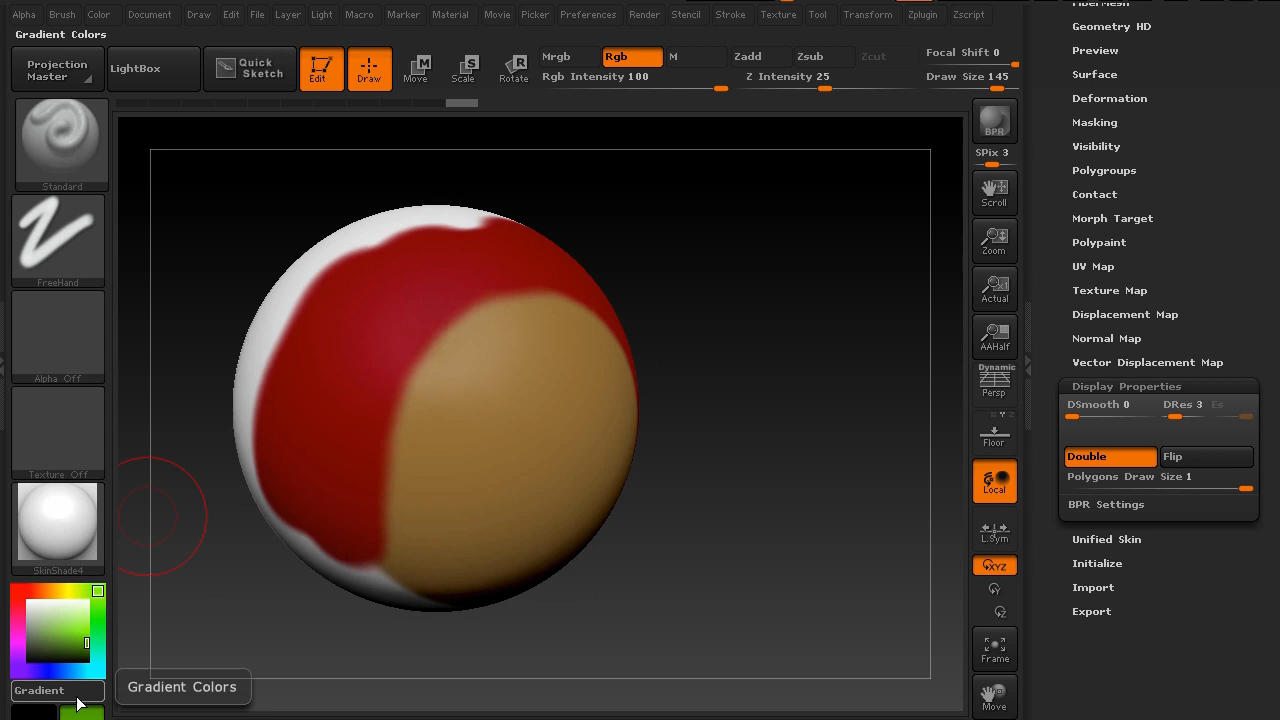 Alpha Brush Color Document Draw Edit File Layer Light Macro Marker Material Movie Picker Preferences Render Stencil Stroke Texture Tool Transform Zplugin Zscript
Gradient Colors
Projection Master
LightBox
Quick Sketch
Edit
Draw
Move
Scale
Rotate
Mrgb Rgb M Zadd Zsub Zcut
Rgb Intensity 100 Z Intensity 25
Focal Shift 0
Draw Size 145
Standard
FreeHand
Alpha Off
Texture Off
SkinShade4
Gradient
Gradient Colors
BPR
SPix 3
Scroll
Zoom
Actual
AAHalf
Dynamic
Persp
Floor
Local
L.Sym
XYZ
Y
Z
Frame
Move
Geometry HD
Preview
Surface
Deformation
Masking
Visibility
Polygroups
Contact
Morph Target
Polypaint
UV Map
Texture Map
Displacement Map
Normal Map
Vector Displacement Map
Display Properties
DSmooth 0 DRes 3 Es
Double Flip
Polygons Draw Size 1
BPR Settings
Unified Skin
Initialize
Import
Export